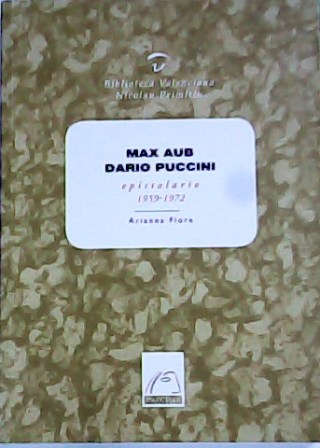 Biblioteca Valenciana
Nicolau Primitiu
MAX AUB
DARIO PUCCINI
epistolario
1959-1972
Arianna Fiore